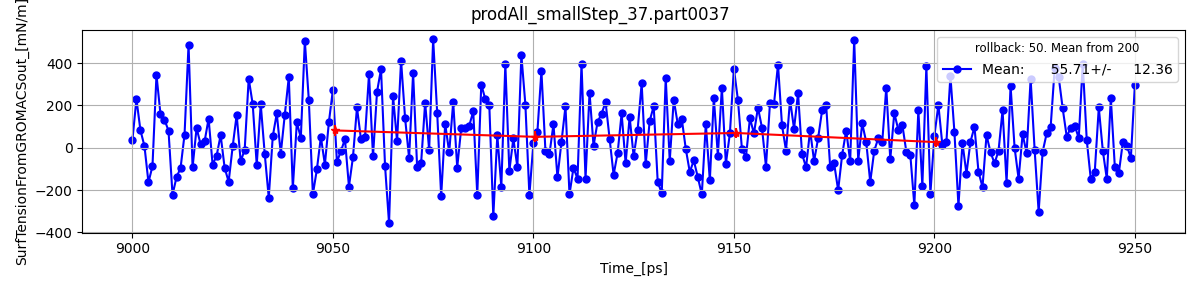 prodAll_smallStep_37.part0037
SurfTensionFromGROMACSout_[mN/m]
400
200
0
−200
−400
rollback: 50. Mean from 200
Mean: 55.71+/- 12.36
9000
9050
9100
9150
9200
9250
Time_[ps]